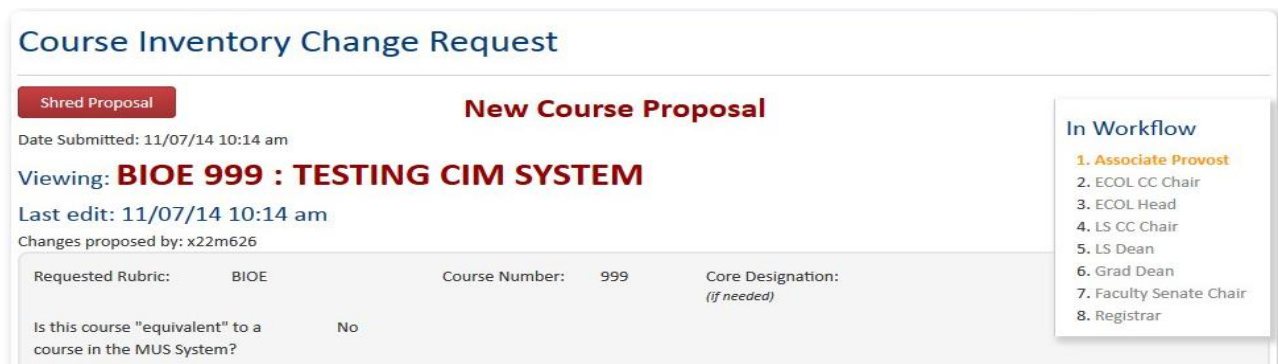 Course Inventory Change Request
Shred Proposal
New Course Proposal
Date Submitted: 11/07/14 10:14 am
Viewing: BIOE 999 : TESTING CIM SYSTEM
Last edit: 11/07/14 10:14 am
Changes proposed by: x22m626
In Workflow
1. Associate Provost
2. ECOL CC Chair
3. ECOL Head
4. LS CC Chair
5. LS Dean
6. Grad Dean
7. Faculty Senate Chair
8. Registrar
Requested Rubric: BIOE Course Number: 999 Core Designation:
(if needed)
Is this course "equivalent" to a No
course in the MUS System?